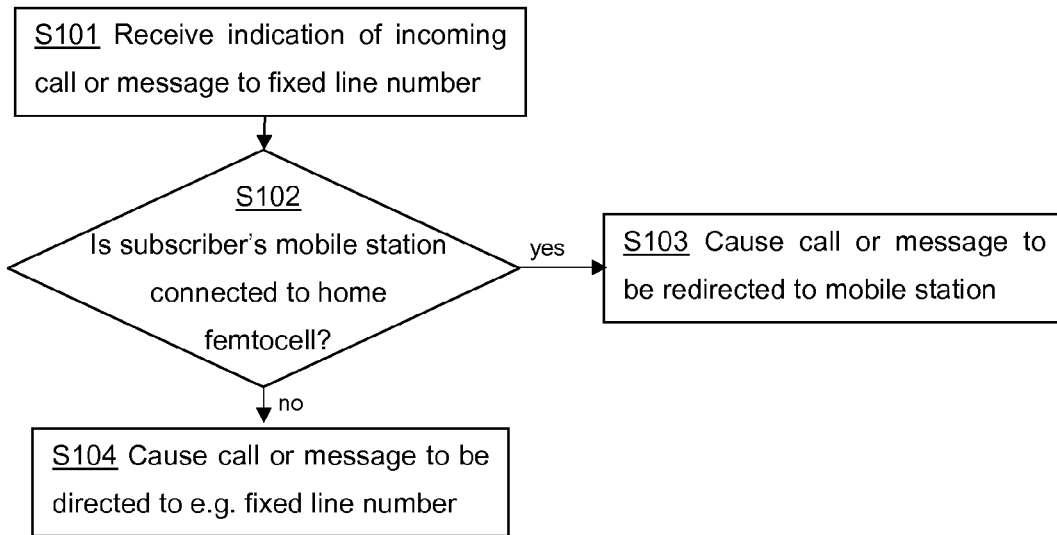 S101 Receive indication of incoming
call or message to fixed line number
S102
Is subscriber's mobile station
connected to home
femtocell?
yes
S103 Cause call or message to
be redirected to mobile station
no
S104 Cause call or message to be
directed to e.g. fixed line number